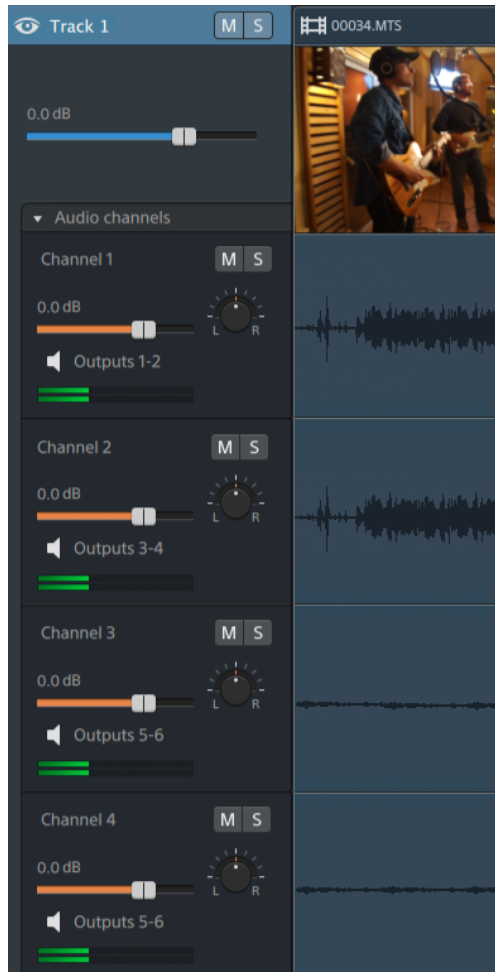 Track 1 M S 00034.MTS
0.0 dB
Audio channels
Channel 1 M S
0.0 dB
L R
Outputs 1-2
Channel 2 M S
0.0 dB
L R
Outputs 3-4
Channel 3 M S
0.0 dB
L R
Outputs 5-6
Channel 4 M S
0.0 dB
L R
Outputs 5-6